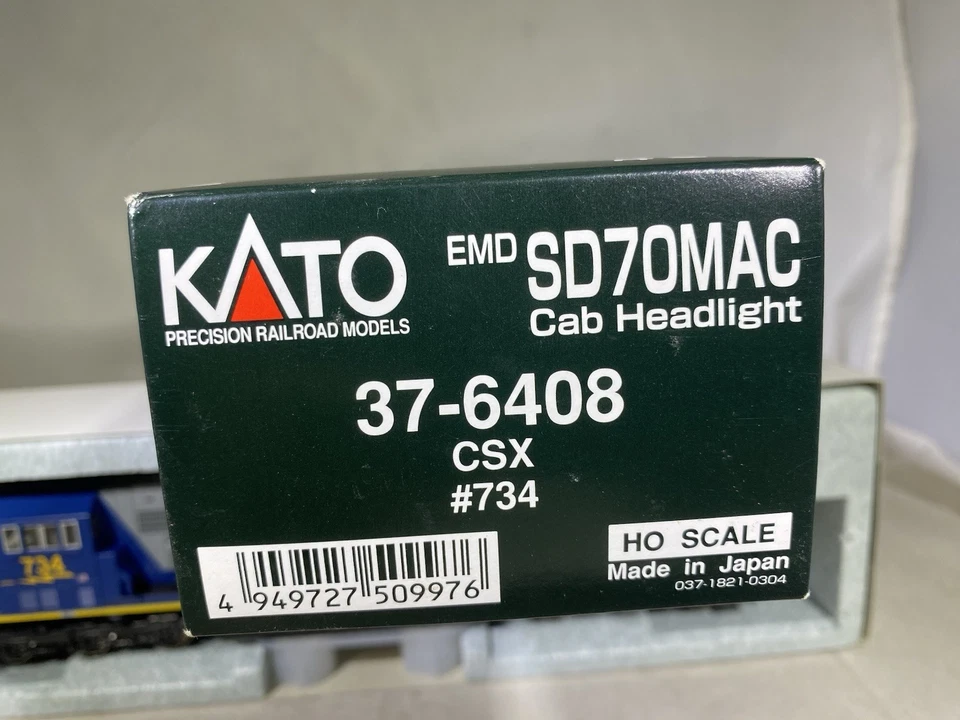 KATO
PRECISION RAILROAD MODELS
EMD SD70MAC
Cab Headlight
37-6408
CSX
#734
4 949727 509976
HO SCALE
Made in Japan
037-1821-0304
734